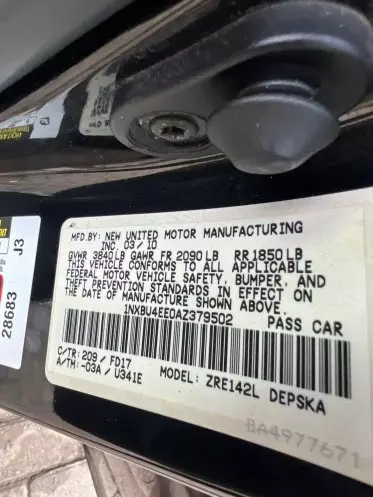 J3
28683
MFD.BY: NEW UNITED MOTOR MANUFACTURING
INC. 03/10
GVWR 3840LB GAWR FR 2090LB RR1850LB
THIS VEHICLE CONFORMS TO ALL APPLICABLE
FEDERAL MOTOR VEHICLE SAFETY, BUMPER, AND
THEFT PREVENTION STANDARDS IN EFFECT ON
THE DATE OF MANUFACTURE SHOWN ABOVE.
1NXBU4EE0AZ379502 PASS CAR
C/TR:209/FD17
A/TM:-03A/U341E MODEL: ZRE142L DEPSKA
BA4977671